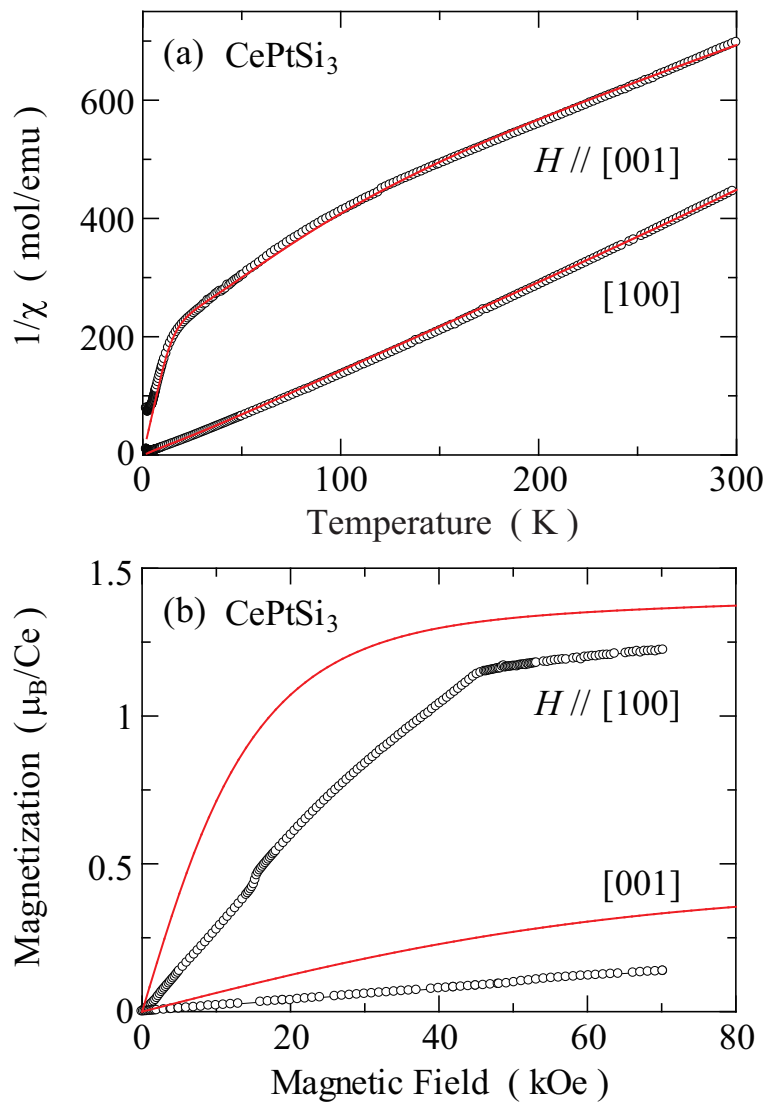 (a) CePtSi₃
600
400
200
0
1/χ ( mol/emu )
H // [001]
[100]
0 100 200 300
Temperature ( K )
(b) CePtSi₃
1.5
1
0.5
0
Magnetization ( μ_B/Ce )
H // [100]
[001]
0 20 40 60 80
Magnetic Field ( kOe )